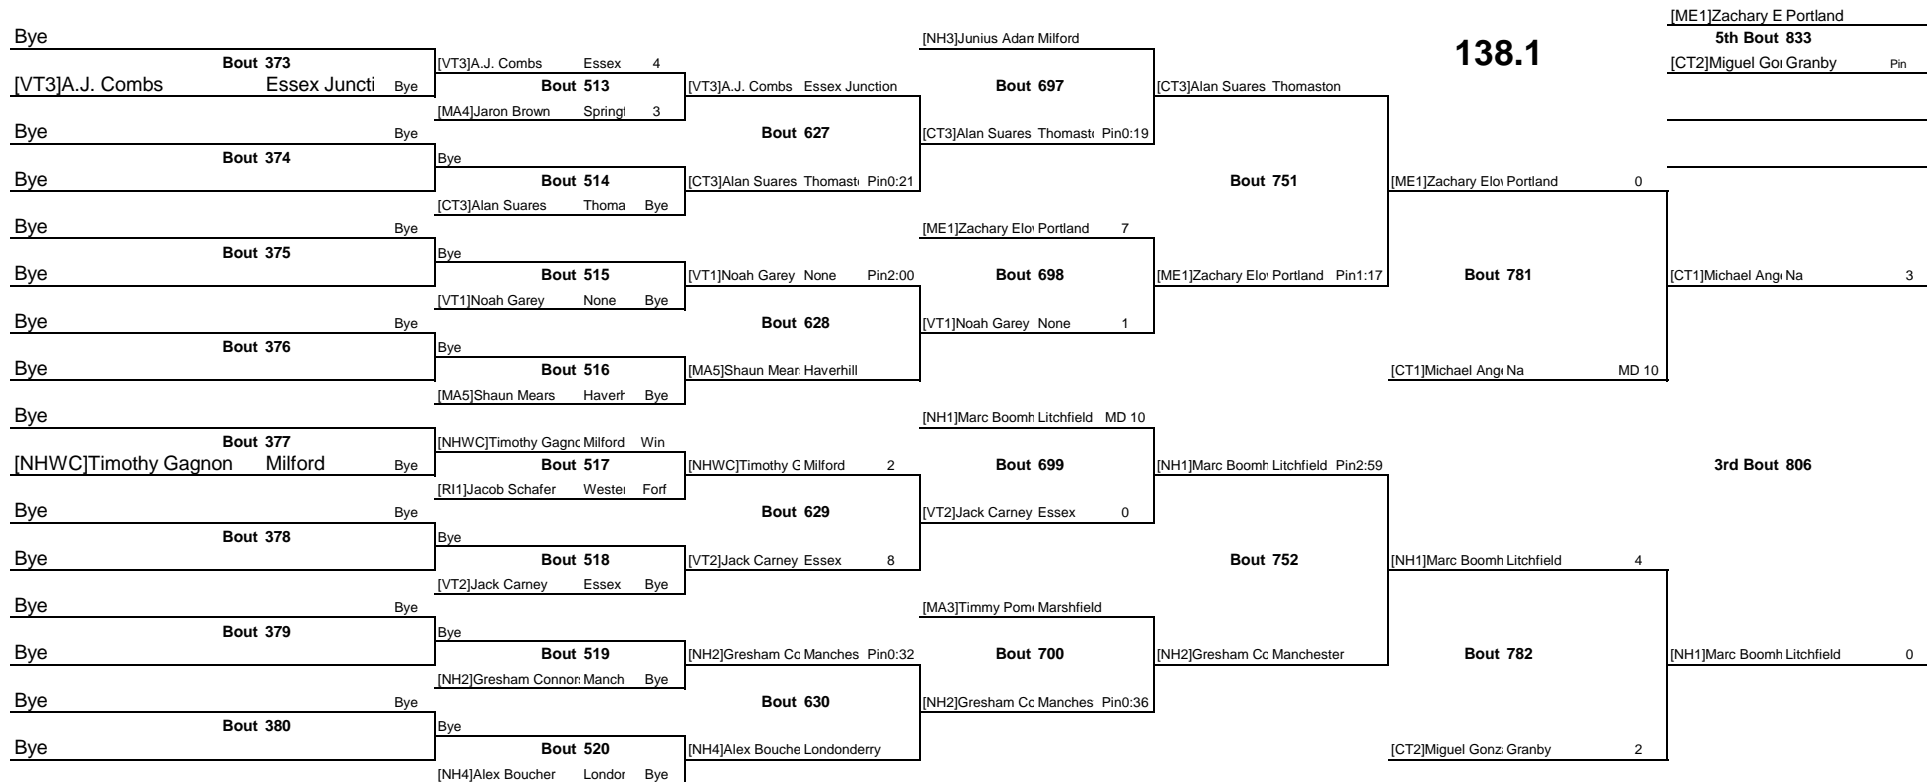 [ME1]Zachary E Portland
Bye [NH3]Junius Adam Milford 138.1 5th Bout 833
Bout 373 [VT3]A.J. Combs Essex 4 [CT2]Miguel Gon Granby Pin
[VT3]A.J. Combs Essex Juncti Bye Bout 513 [VT3]A.J. Combs Essex Junction Bout 697 [CT3]Alan Suares Thomaston
[MA4]Jaron Brown Spring 3
Bye Bye Bout 627 [CT3]Alan Suares Thomast Pin0:19
Bout 374 Bye
Bye Bout 514 [CT3]Alan Suares Thomast Pin0:21 Bout 751 [ME1]Zachary Elo Portland 0
[CT3]Alan Suares Thoma Bye
Bye Bye [ME1]Zachary Elo Portland 7
Bout 375 Bye
Bye Bout 515 [VT1]Noah Garey None Pin2:00 Bout 698 [ME1]Zachary Elo Portland Pin1:17 Bout 781 [CT1]Michael Ang Na 3
[VT1]Noah Garey None Bye
Bye Bye Bout 628 [VT1]Noah Garey None 1
Bout 376 Bye
Bye Bout 516 [MA5]Shaun Mear Haverhill [CT1]Michael Ang Na MD 10
[MA5]Shaun Mears Haverh Bye
Bye [NH1]Marc Boomh Litchfield MD 10
Bout 377 [NHWC]Timothy Gagno Milford Win
[NHWC]Timothy Gagnon Milford Bye Bout 517 [NHWC]Timothy G Milford 2 Bout 699 [NH1]Marc Boomh Litchfield Pin2:59 3rd Bout 806
[RI1]Jacob Schafer Weste Forf
Bye Bye Bout 629 [VT2]Jack Carney Essex 0
Bout 378 Bye
Bye Bout 518 [VT2]Jack Carney Essex 8 Bout 752 [NH1]Marc Boomh Litchfield 4
[VT2]Jack Carney Essex Bye
Bye Bye [MA3]Timmy Pom Marshfield
Bout 379 Bye
Bye Bout 519 [NH2]Gresham Co Manches Pin0:32 Bout 700 [NH2]Gresham Co Manchester Bout 782 [NH1]Marc Boomh Litchfield 0
[NH2]Gresham Connor Manch Bye
Bye Bye Bout 630 [NH2]Gresham Co Manches Pin0:36
Bout 380 Bye
Bye Bout 520 [NH4]Alex Bouche Londonderry [CT2]Miguel Gonz Granby 2
[NH4]Alex Boucher Londor Bye